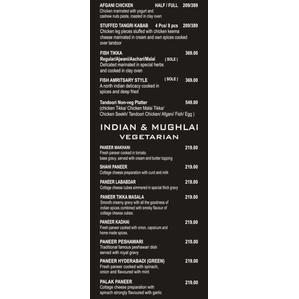 AFGANI CHICKEN HALF / FULL 209/389
Chicken marinated with yogurt and
cashew nuts paste, roasted in clay oven
STUFFED TANGRI KABAB 4 Pcs/ 8 pcs 209/389
Chicken leg pieces stuffed with chicken keema
cheese marinated in cream and own spices cooked
over tandoor
FISH TIKKA 369.00
Regular/Ajwani/Aachari/Malai ( SOLE )
Delicated marinated in special herbs
and cooked in clay oven
FISH AMRITSARY STYLE ( SOLE ) 369.00
A north indian delicacy cooked in
spices and deep fried
Tandoori Non-veg Platter 549.00
(chicken Tikka/ Chicken Malai Tikka/
Chicken Seekh/ Tandoori Chicken/ Afgani/ Fish/ Egg )
INDIAN & MUGHLAI
VEGETARIAN
PANEER MAKHANI 219.00
Fresh paneer cooked in tomato
base gravy, served with cream and butter topping
SHAHI PANEER 219.00
Cottage cheese preparation with curd and milk
PANEER LABABDAR 219.00
Cottage cheese cubes simmered in special thick gravy
PANEER TIKKA MASALA 219.00
Smooth creamy gravy with all the goodness of
indian spices combined with smoky flavour of
cottage cheese cubes.
PANEER KADHAI 219.00
Fresh paneer cooked with onion, capsicum and
home made spices.
PANEER PESHAWARI 219.00
Traditional famous peshawari dish
served with royal gravy
PANEER HYDERABADI (GREEN) 219.00
Fresh paneer cooked with spinach,
onion and flavoured with mint
PALAK PANEER 219.00
Cottage cheese preparation with
spinach strongly flavoured with garlic